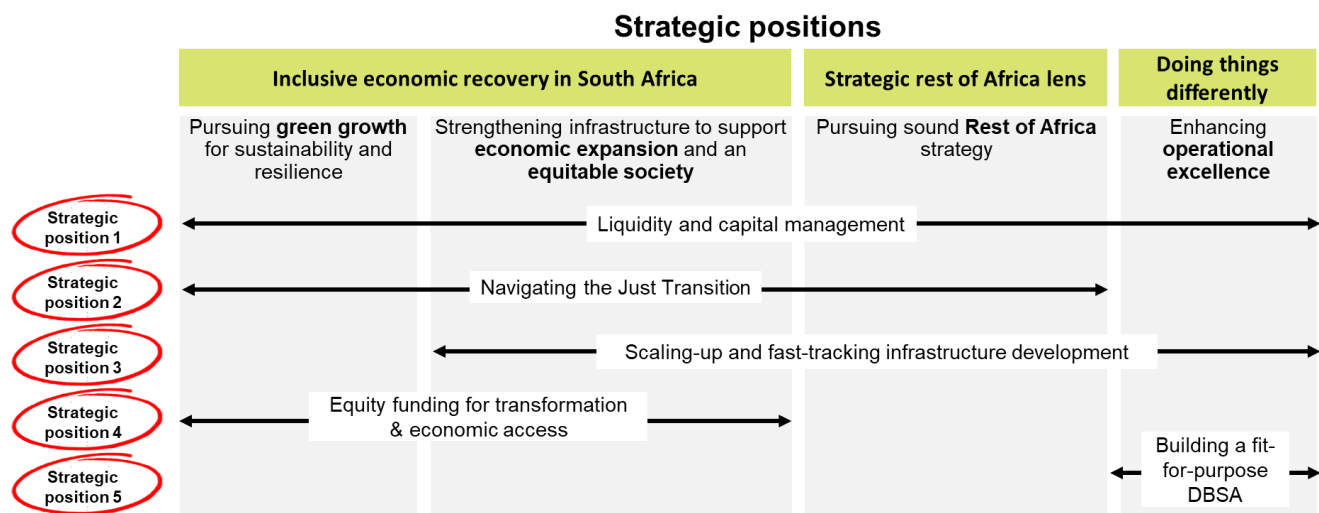 Strategic positions
Inclusive economic recovery in South Africa
Strategic rest of Africa lens
Doing things
differently
Pursuing green growth
for sustainability and
resilience
Strengthening infrastructure to support
economic expansion and an
equitable society
Pursuing sound Rest of Africa
strategy
Enhancing
operational
excellence
Strategic
position 1
Liquidity and capital management
Strategic
position 2
Navigating the Just Transition
Strategic
position 3
Scaling-up and fast-tracking infrastructure development
Strategic
position 4
Equity funding for transformation
& economic access
Strategic
position 5
Building a fit-
for-purpose
DBSA